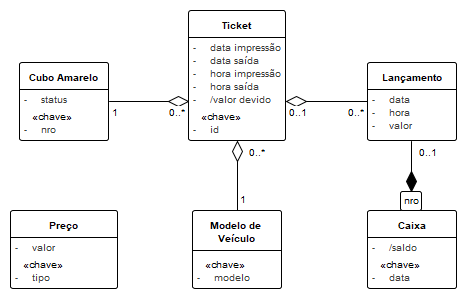 Ticket
- data impressão
- data saída
- hora impressão
- hora saída
- /valor devido
«chave»
- id
Cubo Amarelo
- status
«chave»
- nro
1
0..*
0..1
0..*
Lançamento
- data
- hora
- valor
0..*
0..1
1
nro
Preço
- valor
«chave»
- tipo
Modelo de
Veículo
«chave»
- modelo
Caixa
- /saldo
«chave»
- data